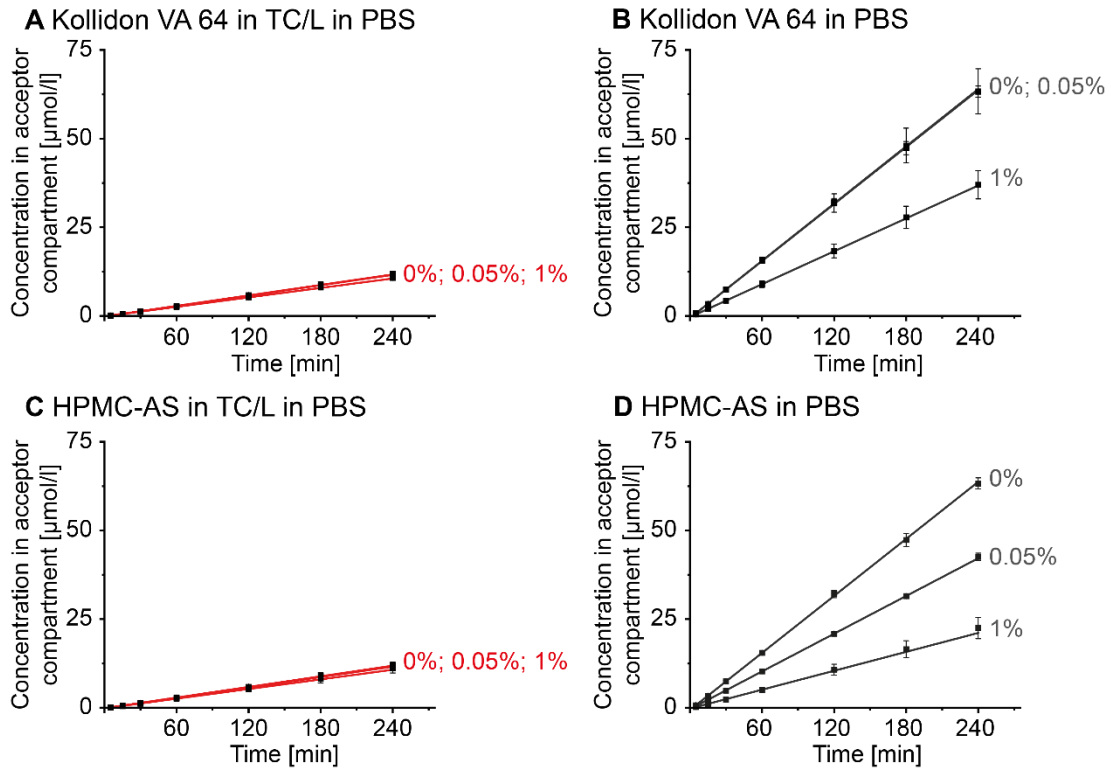 A Kollidon VA 64 in TC/L in PBS
Concentration in acceptor
compartment [µmol/l]
75
50
25
0
60 120 180 240
Time [min]
0%; 0.05%; 1%
B Kollidon VA 64 in PBS
Concentration in acceptor
compartment [µmol/l]
75
50
25
0
60 120 180 240
Time [min]
0%; 0.05%
1%
C HPMC-AS in TC/L in PBS
Concentration in acceptor
compartment [µmol/l]
75
50
25
0
60 120 180 240
Time [min]
0%; 0.05%; 1%
D HPMC-AS in PBS
Concentration in acceptor
compartment [µmol/l]
75
50
25
0
60 120 180 240
Time [min]
0%
0.05%
1%